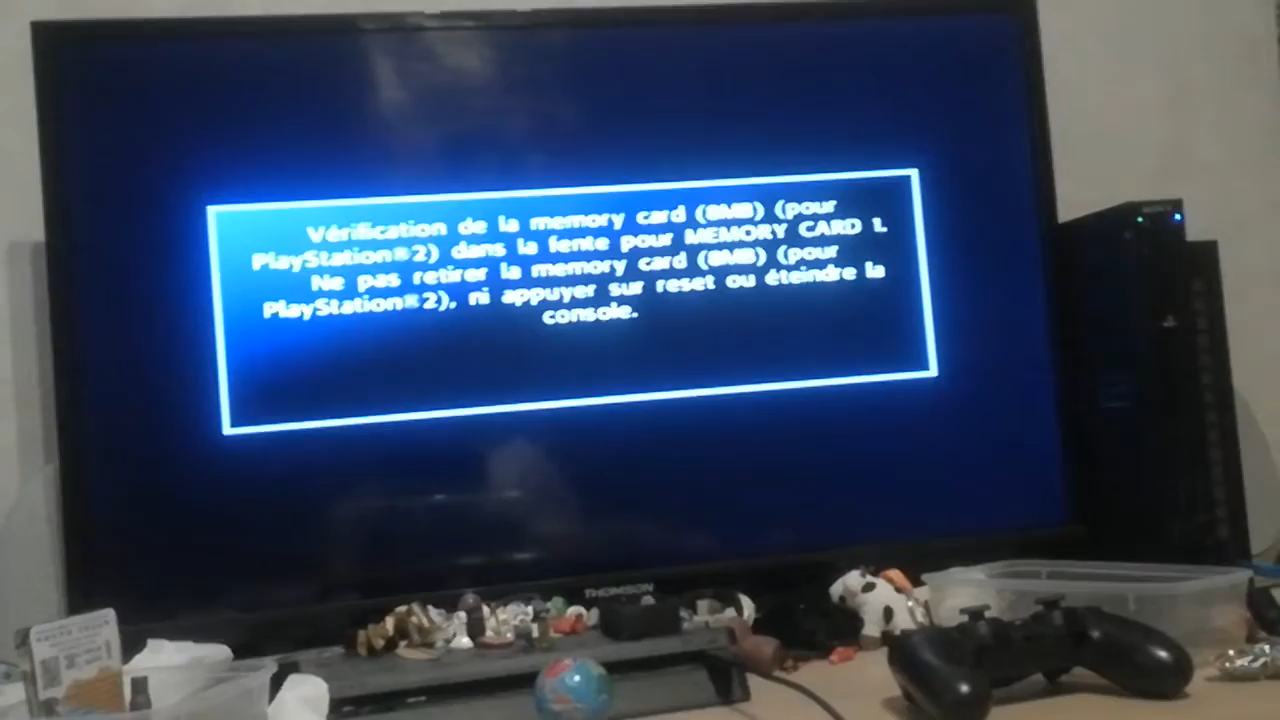 Vérification de la memory card (8MB) (pour
PlayStation®2) dans la fente pour MEMORY CARD 1.
Ne pas retirer la memory card (8MB) (pour
PlayStation®2), ni appuyer sur reset ou éteindre la
console.
THOMSON